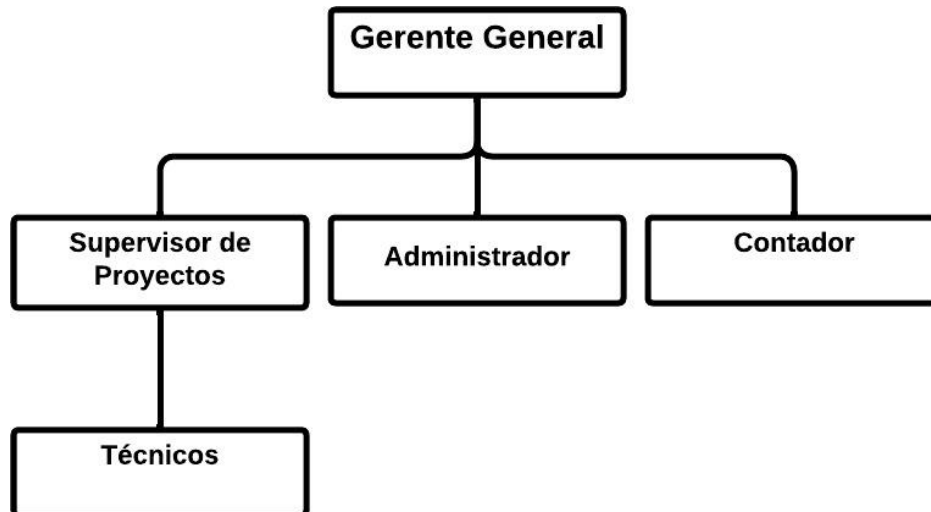 Gerente General
Supervisor de
Proyectos
Administrador
Contador
Técnicos